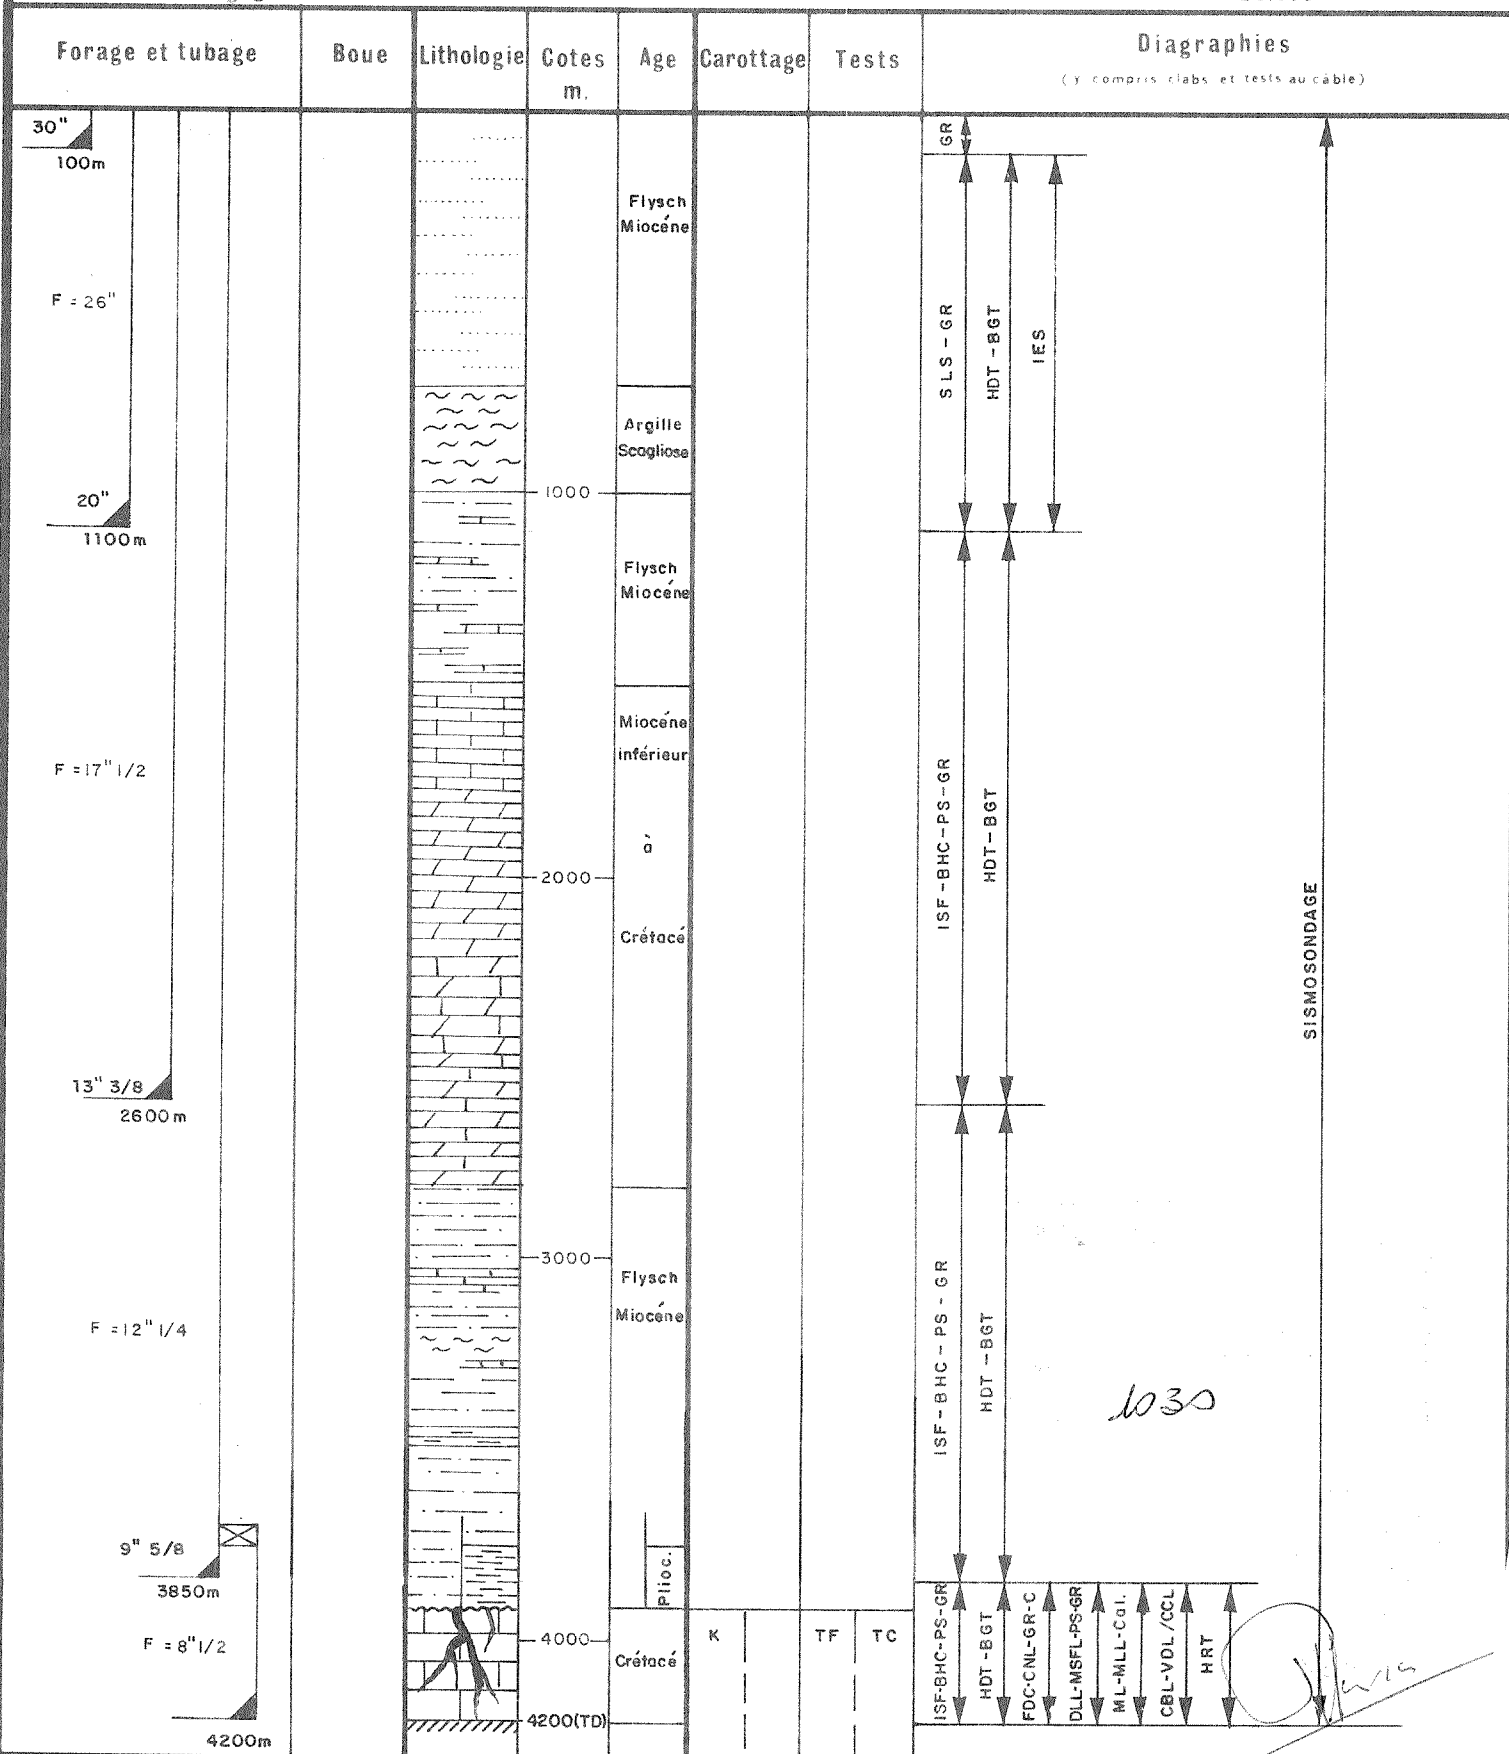 Forage et tubage
Boue
Lithologie
Cotes
m.
Age
Carottage
Tests
Diagraphies
(y compris clabs et tests au câble)
30"
100m
F = 26"
20"
1100m
F = 17" 1/2
13" 3/8
2600m
F = 12" 1/4
9" 5/8
3850m
F = 8" 1/2
4200m
1000
2000
3000
4000
4200(TD)
Flysch
Miocéne
Argille
Scagliose
Flysch
Miocéne
Miocéne
inférieur
à
Crétacé
Flysch
Miocéne
Plioc.
Crétacé
K
TF
TC
GR
SLS - GR
HDT - BGT
IES
ISF - BHC - PS - GR
HDT - BGT
ISF - BHC - PS - GR
HDT - BGT
ISF-BHC-PS-GR
HDT - BGT
FDC-CNL-GR-C
DLL-MSFL-PS-GR
ML-MLL-Cal.
CBL-VDL /CCL
HRT
SISMOSONDAGE
1030